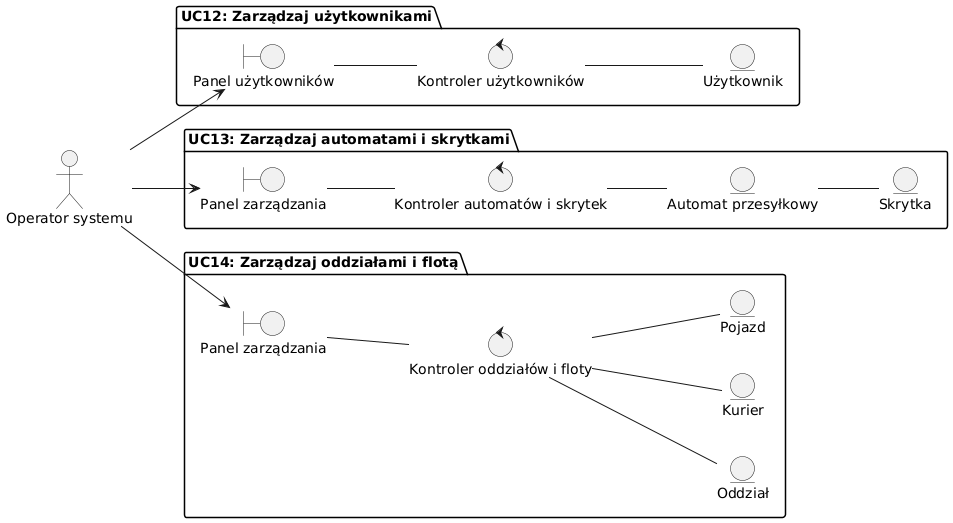 UC12: Zarządzaj użytkownikami
Panel użytkowników
Kontroler użytkowników
Użytkownik
UC13: Zarządzaj automatami i skrytkami
Operator systemu
Panel zarządzania
Kontroler automatów i skrytek
Automat przesyłkowy
Skrytka
UC14: Zarządzaj oddziałami i flotą
Panel zarządzania
Kontroler oddziałów i floty
Pojazd
Kurier
Oddział